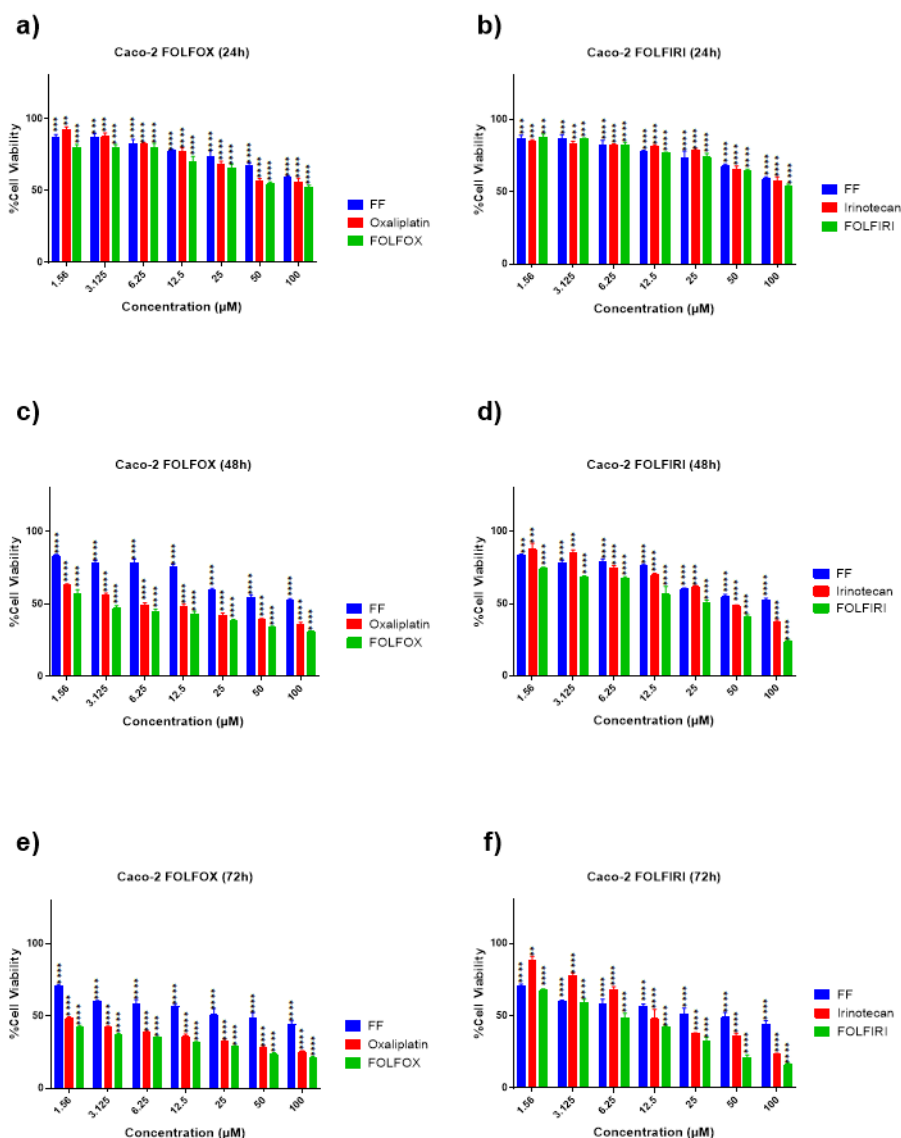 a)
Caco-2 FOLFOX (24h)
%Cell Viability
100
50
0
1.56
3.125
6.25
12.5
25
50
100
Concentration (µM)
FF
Oxaliplatin
FOLFOX
b)
Caco-2 FOLFIRI (24h)
%Cell Viability
100
50
0
1.56
3.125
6.25
12.5
25
50
100
Concentration (µM)
FF
Irinotecan
FOLFIRI
c)
Caco-2 FOLFOX (48h)
%Cell Viability
100
50
0
1.56
3.125
6.25
12.5
25
50
100
Concentration (µM)
FF
Oxaliplatin
FOLFOX
d)
Caco-2 FOLFIRI (48h)
%Cell Viability
100
50
0
1.56
3.125
6.25
12.5
25
50
100
Concentration (µM)
FF
Irinotecan
FOLFIRI
e)
Caco-2 FOLFOX (72h)
%Cell Viability
100
50
0
1.56
3.125
6.25
12.5
25
50
100
Concentration (µM)
FF
Oxaliplatin
FOLFOX
f)
Caco-2 FOLFIRI (72h)
%Cell Viability
100
50
0
1.56
3.125
6.25
12.5
25
50
100
Concentration (µM)
FF
Irinotecan
FOLFIRI